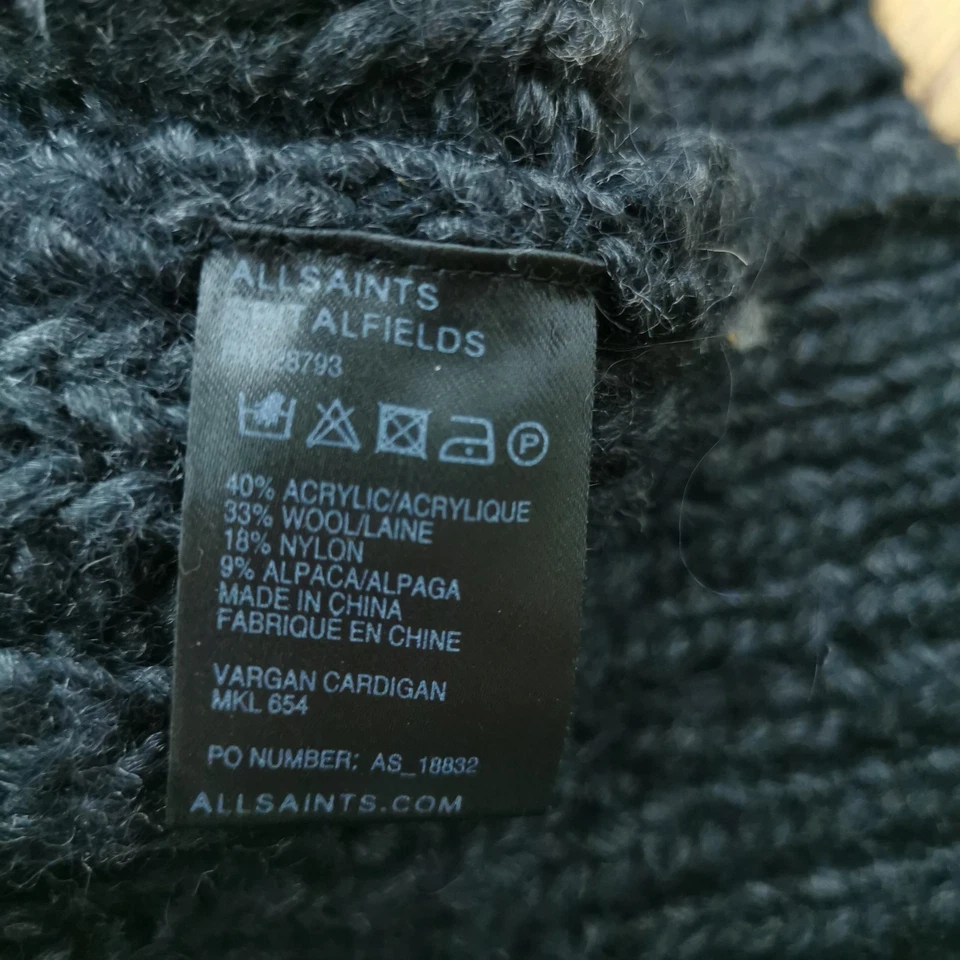 ALLSAINTS
SPITALFIELDS
28793
40% ACRYLIC/ACRYLIQUE
33% WOOL/LAINE
18% NYLON
9% ALPACA/ALPAGA
MADE IN CHINA
FABRIQUE EN CHINE
VARGAN CARDIGAN
MKL 654
PO NUMBER: AS_18832
ALLSAINTS.COM